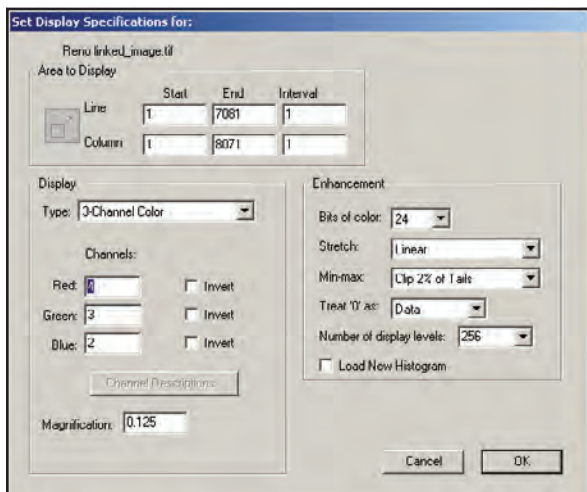 Set Display Specifications for:
Reno linked_image.tif
Area to Display
Start End Interval
Line 1 7081 1
Column 1 8071 1
Display
Type: 3-Channel Color
Channels:
Red: 4 Invert
Green: 3 Invert
Blue: 2 Invert
Channel Descriptions
Magnification: 0.125
Enhancement
Bits of color: 24
Stretch: Linear
Min-max: Clip 2% of Tails
Treat '0' as: Data
Number of display levels: 256
Load New Histogram
Cancel OK